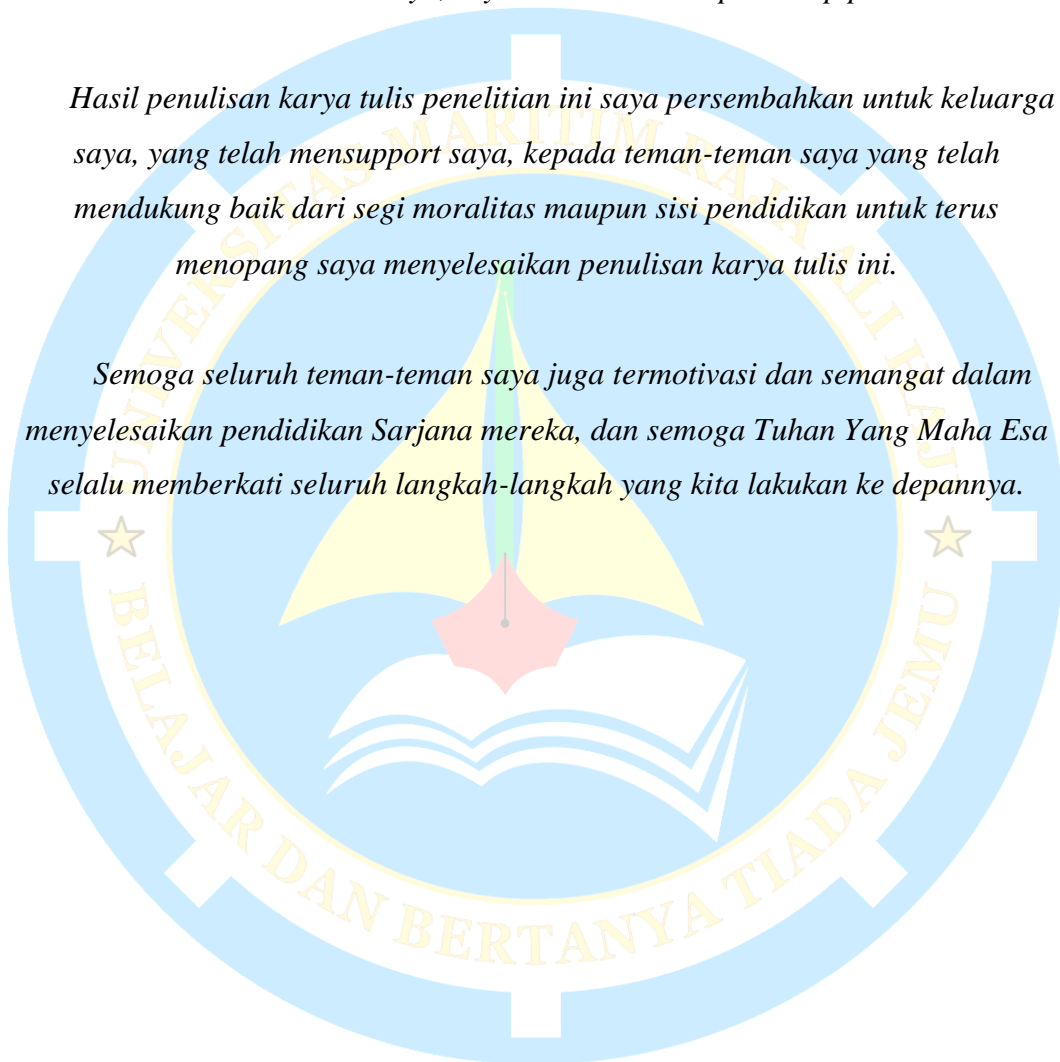 Hasil penulisan karya tulis penelitian ini saya persembahkan untuk keluarga
saya, yang telah mensupport saya, kepada teman-teman saya yang telah
mendukung baik dari segi moralitas maupun sisi pendidikan untuk terus
menopang saya menyelesaikan penulisan karya tulis ini.
Semoga seluruh teman-teman saya juga termotivasi dan semangat dalam
menyelesaikan pendidikan Sarjana mereka, dan semoga Tuhan Yang Maha Esa
selalu memberkati seluruh langkah-langkah yang kita lakukan ke depannya.
UNIVERSITAS MARITIM RAJA ALI HAJI
BELAJAR DAN BERTANYA TIADA JEMU